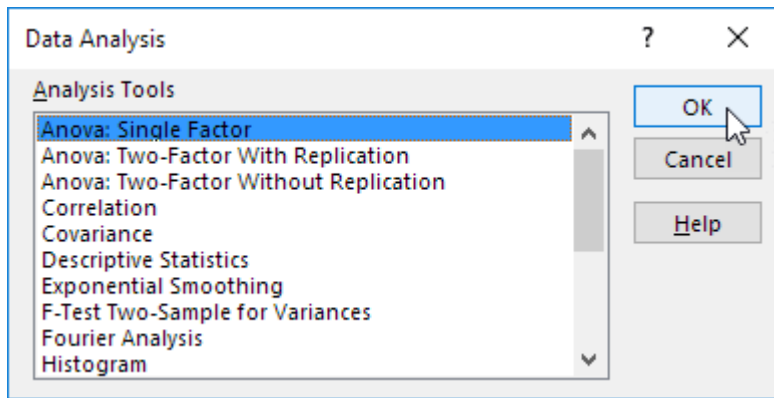 Data Analysis ?
Analysis Tools
Anova: Single Factor
Anova: Two-Factor With Replication
Anova: Two-Factor Without Replication
Correlation
Covariance
Descriptive Statistics
Exponential Smoothing
F-Test Two-Sample for Variances
Fourier Analysis
Histogram
OK
Cancel
Help